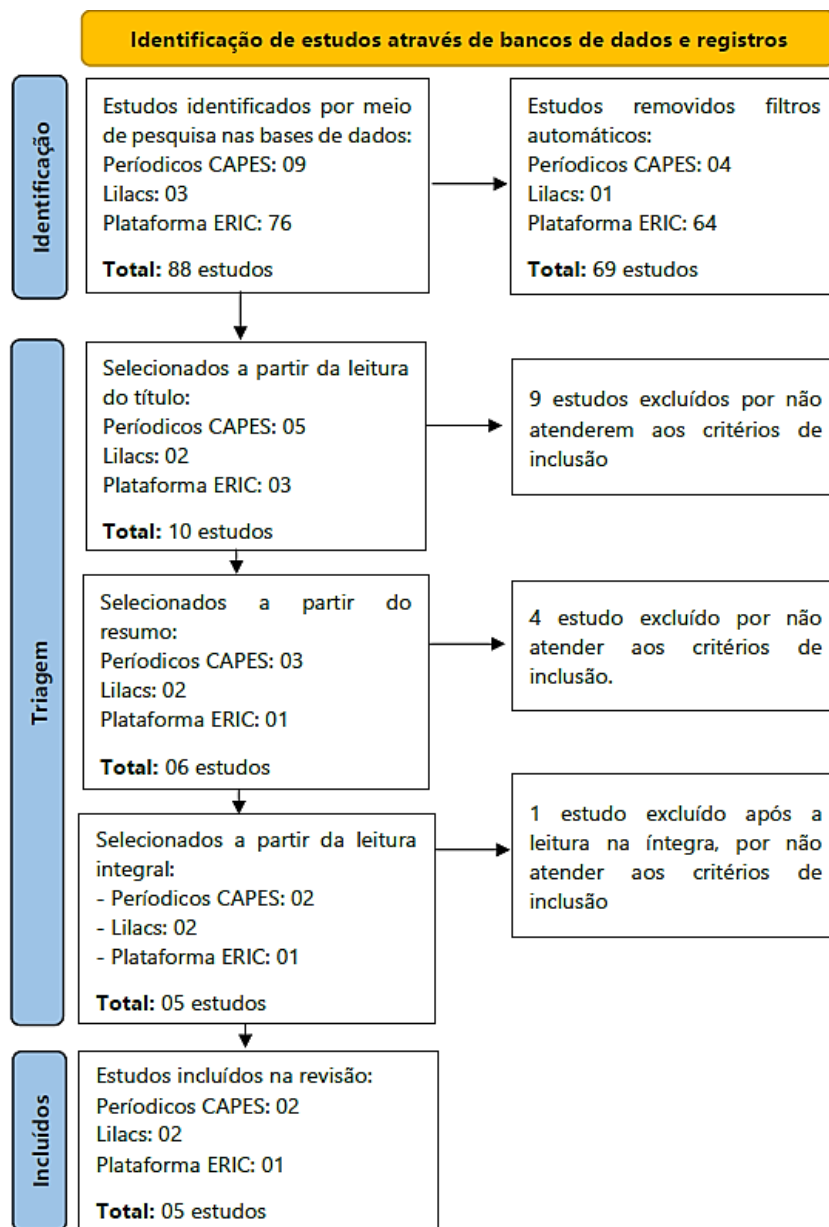 Identificação de estudos através de bancos de dados e registros
Identificação
Estudos identificados por meio
de pesquisa nas bases de dados:
Períodicos CAPES: 09
Lilacs: 03
Plataforma ERIC: 76
Total: 88 estudos
Estudos removidos filtros
automáticos:
Períodicos CAPES: 04
Lilacs: 01
Plataforma ERIC: 64
Total: 69 estudos
Triagem
Selecionados a partir da leitura
do título:
Períodicos CAPES: 05
Lilacs: 02
Plataforma ERIC: 03
Total: 10 estudos
9 estudos excluídos por não
atenderem aos critérios de
inclusão
Selecionados a partir do
resumo:
Períodicos CAPES: 03
Lilacs: 02
Plataforma ERIC: 01
Total: 06 estudos
4 estudo excluído por não
atender aos critérios de
inclusão.
Selecionados a partir da leitura
integral:
- Períodicos CAPES: 02
- Lilacs: 02
- Plataforma ERIC: 01
Total: 05 estudos
1 estudo excluído após a
leitura na íntegra, por não
atender aos critérios de
inclusão
Incluídos
Estudos incluídos na revisão:
Períodicos CAPES: 02
Lilacs: 02
Plataforma ERIC: 01
Total: 05 estudos